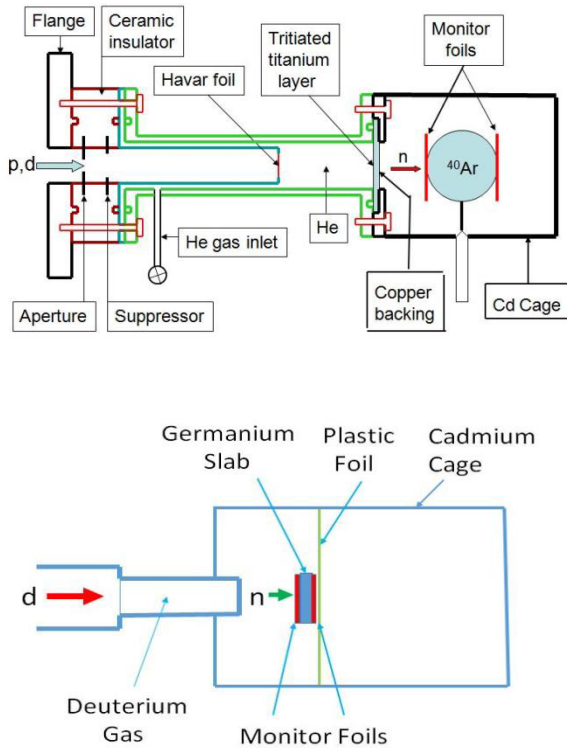 Flange
Ceramic
insulator
Havar foil
Tritiated
titanium
layer
Monitor
foils
p,d
n
40Ar
He gas inlet
He
Aperture
Suppressor
Copper
backing
Cd Cage
Germanium
Slab
Plastic
Foil
Cadmium
Cage
d
n
Deuterium
Gas
Monitor Foils